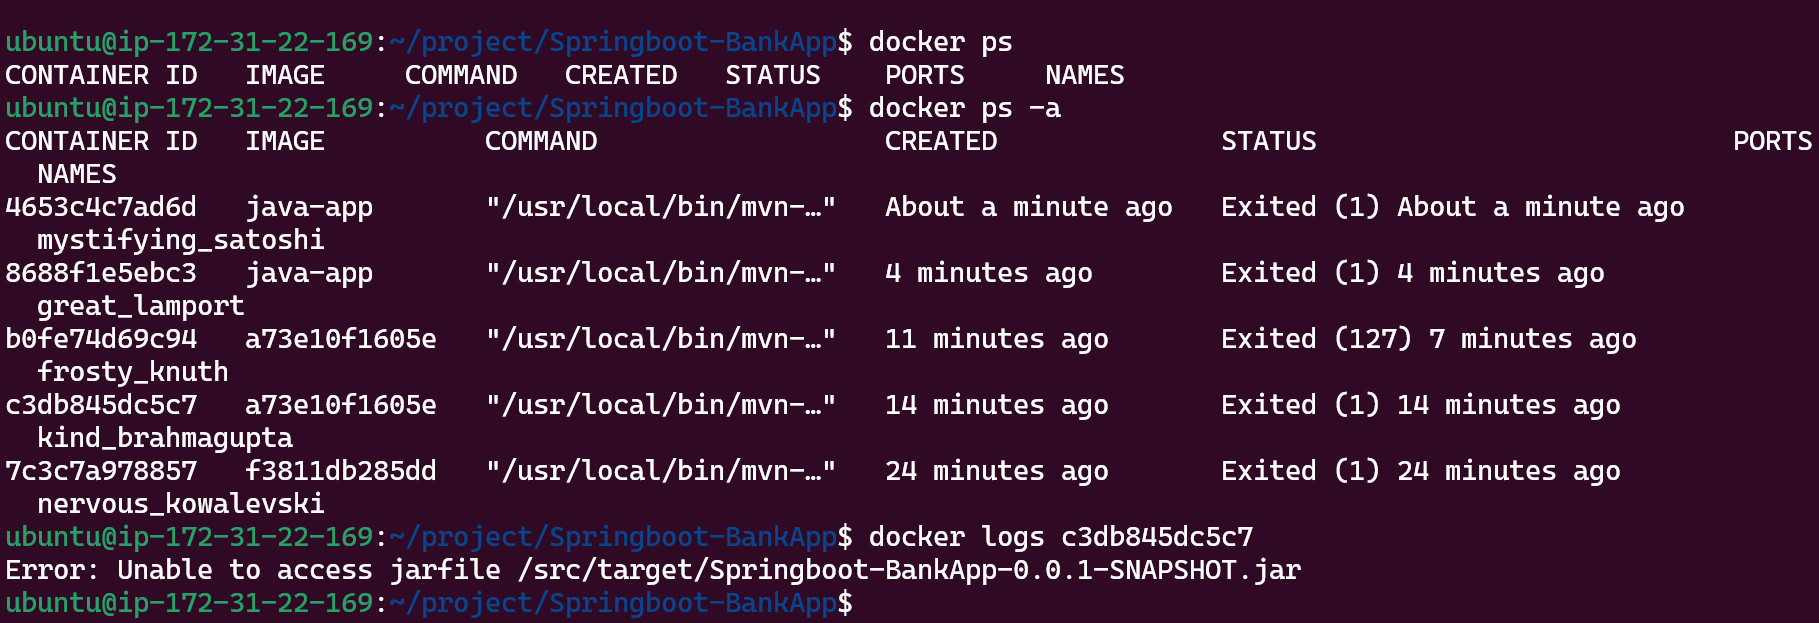 ubuntu@ip-172-31-22-169:~/project/Springboot-BankApp$ docker ps
CONTAINER ID   IMAGE     COMMAND   CREATED   STATUS    PORTS     NAMES
ubuntu@ip-172-31-22-169:~/project/Springboot-BankApp$ docker ps -a
CONTAINER ID   IMAGE          COMMAND                  CREATED              STATUS                          PORTS
  NAMES
4653c4c7ad6d   java-app       "/usr/local/bin/mvn-…"   About a minute ago   Exited (1) About a minute ago
  mystifying_satoshi
8688f1e5ebc3   java-app       "/usr/local/bin/mvn-…"   4 minutes ago        Exited (1) 4 minutes ago
  great_lamport
b0fe74d69c94   a73e10f1605e   "/usr/local/bin/mvn-…"   11 minutes ago       Exited (127) 7 minutes ago
  frosty_knuth
c3db845dc5c7   a73e10f1605e   "/usr/local/bin/mvn-…"   14 minutes ago       Exited (1) 14 minutes ago
  kind_brahmagupta
7c3c7a978857   f3811db285dd   "/usr/local/bin/mvn-…"   24 minutes ago       Exited (1) 24 minutes ago
  nervous_kowalevski
ubuntu@ip-172-31-22-169:~/project/Springboot-BankApp$ docker logs c3db845dc5c7
Error: Unable to access jarfile /src/target/Springboot-BankApp-0.0.1-SNAPSHOT.jar
ubuntu@ip-172-31-22-169:~/project/Springboot-BankApp$